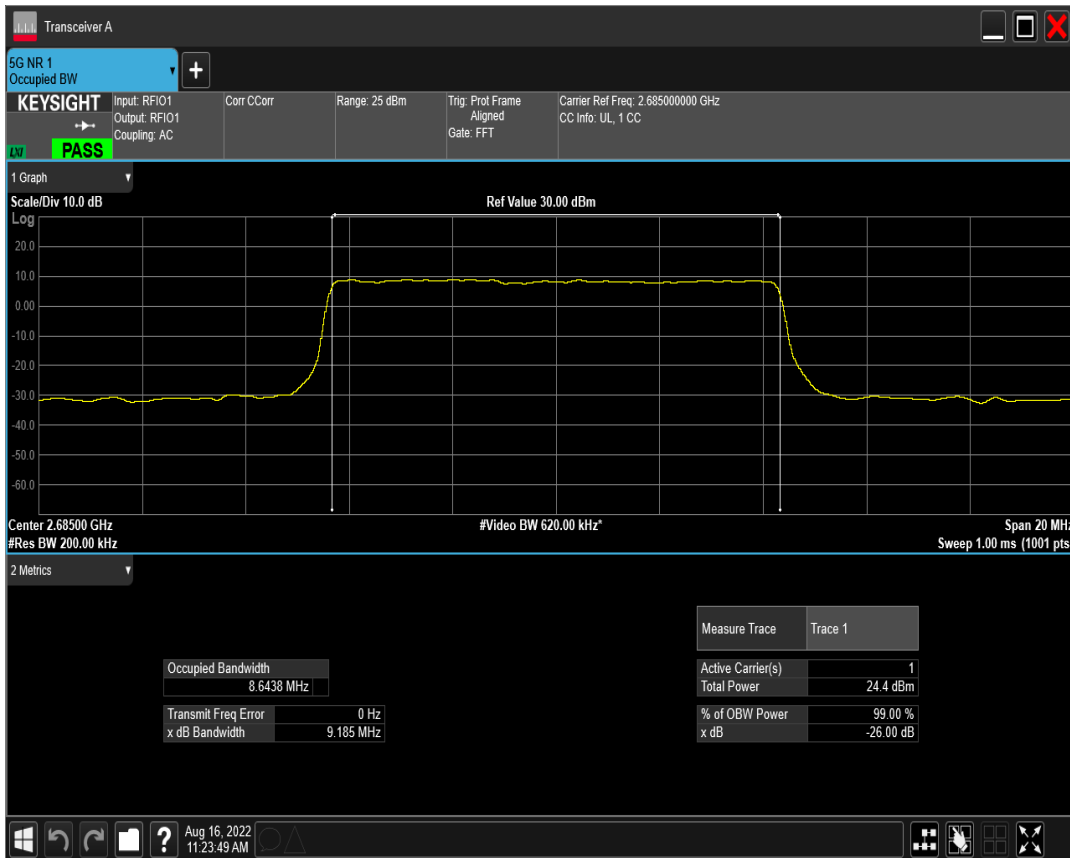 Transceiver A
5G NR 1
Occupied BW
+
KEYSIGHT
LXI
PASS
Input: RFIO1
Output: RFIO1
Coupling: AC
Corr CCorr
Range: 25 dBm
Trig: Prot Frame
Aligned
Gate: FFT
Carrier Ref Freq: 2.685000000 GHz
CC Info: UL, 1 CC
1 Graph
Scale/Div 10.0 dB
Ref Value 30.00 dBm
Log
20.0
10.0
0.00
-10.0
-20.0
-30.0
-40.0
-50.0
-60.0
Center 2.68500 GHz
#Video BW 620.00 kHz*
Span 20 MHz
#Res BW 200.00 kHz
Sweep 1.00 ms (1001 pts
2 Metrics
Measure Trace Trace 1
Occupied Bandwidth
8.6438 MHz
Active Carrier(s) 1
Total Power 24.4 dBm
Transmit Freq Error 0 Hz
x dB Bandwidth 9.185 MHz
% of OBW Power 99.00 %
x dB -26.00 dB
?
Aug 16, 2022
11:23:49 AM